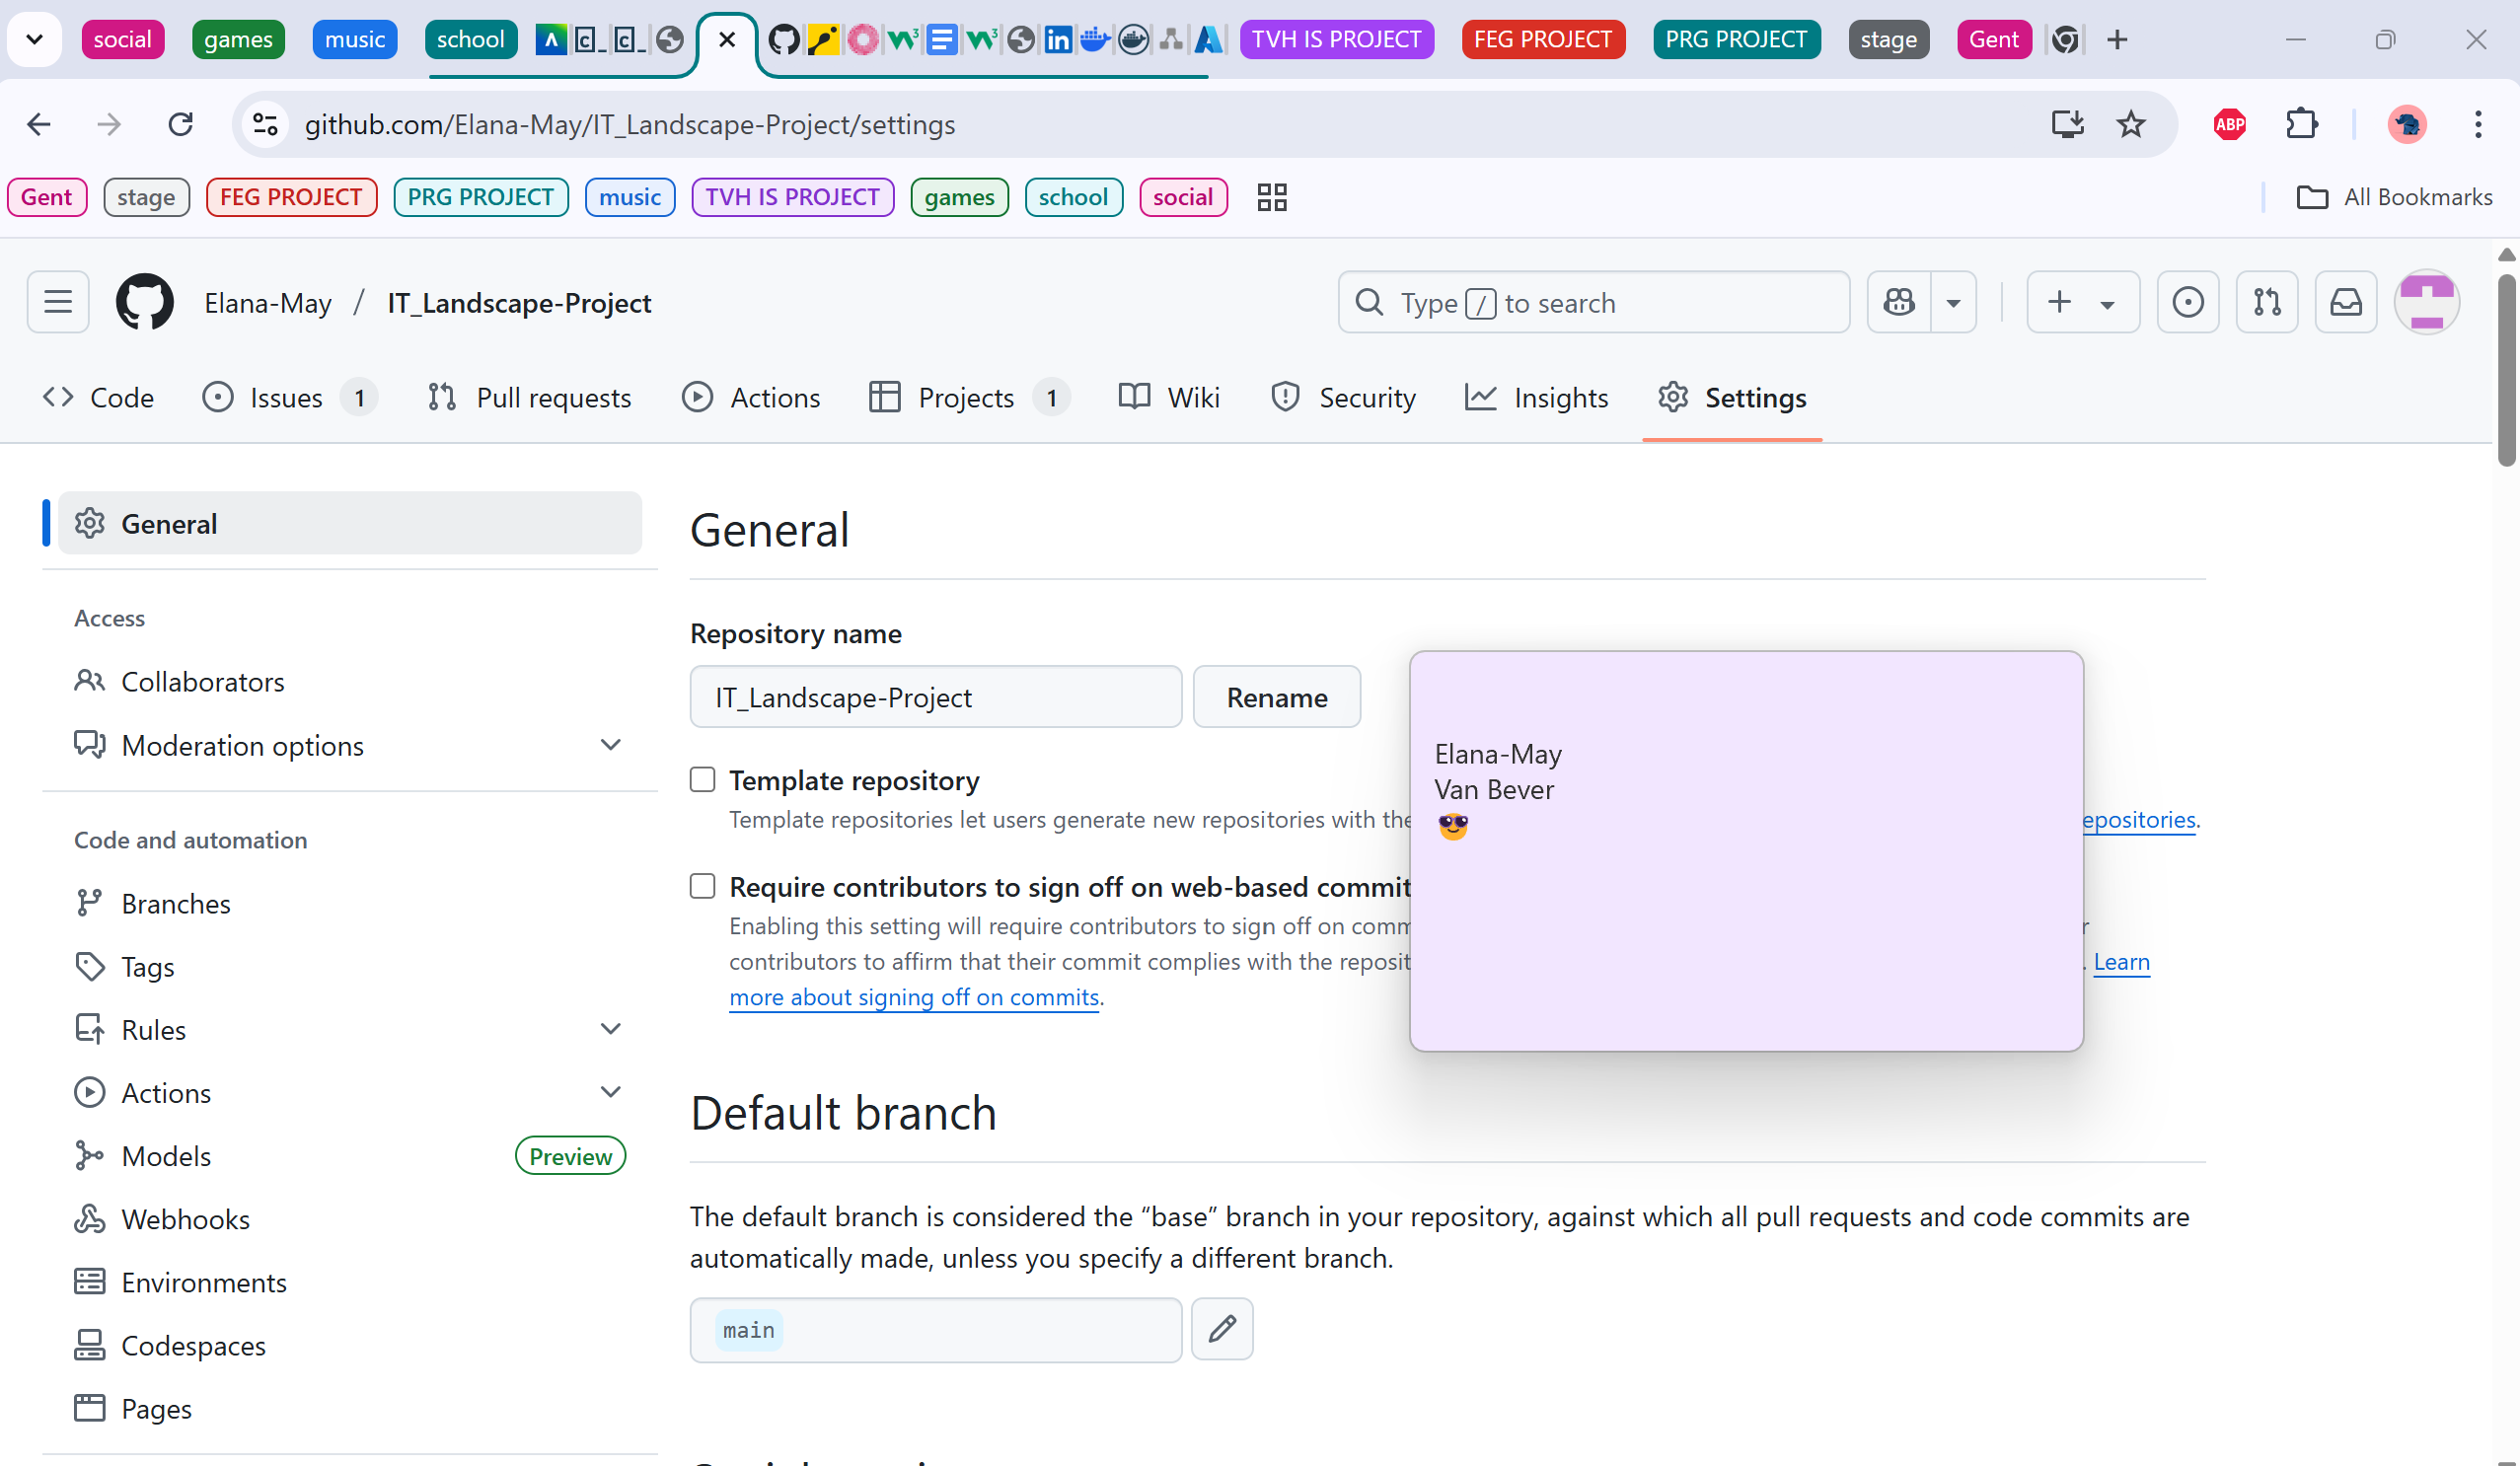 social games music school TVH IS PROJECT FEG PROJECT PRG PROJECT stage Gent
github.com/Elana-May/IT_Landscape-Project/settings
ABP
Gent stage FEG PROJECT PRG PROJECT music TVH IS PROJECT games school social All Bookmarks
Elana-May / IT_Landscape-Project Type / to search
Code Issues 1 Pull requests Actions Projects 1 Wiki Security Insights Settings
General
Access
Collaborators
Moderation options
Code and automation
Branches
Tags
Rules
Actions
Models Preview
Webhooks
Environments
Codespaces
Pages
General
Repository name
IT_Landscape-Project Rename
Template repository
Template repositories let users generate new repositories with the epositories.
Require contributors to sign off on web-based commit
Enabling this setting will require contributors to sign off on comm r
contributors to affirm that their commit complies with the reposit . Learn
more about signing off on commits.
Elana-May
Van Bever
😎
Default branch
The default branch is considered the “base” branch in your repository, against which all pull requests and code commits are
automatically made, unless you specify a different branch.
main